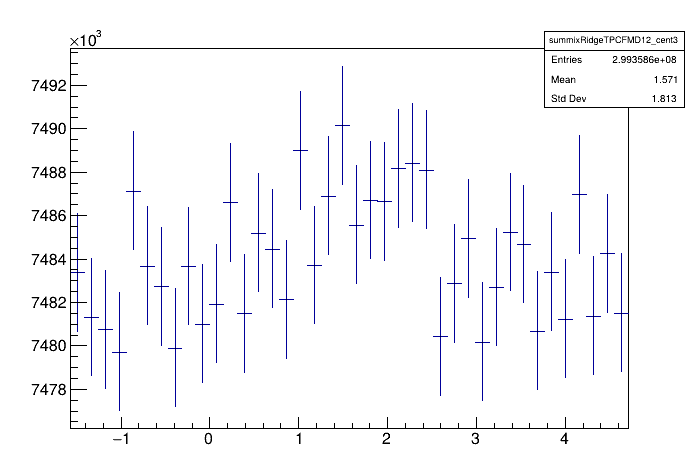 ×10³
summixRidgeTPCFMD12_cent3
Entries 2.993586e+08
Mean 1.571
Std Dev 1.813
7492
7490
7488
7486
7484
7482
7480
7478
−1 0 1 2 3 4